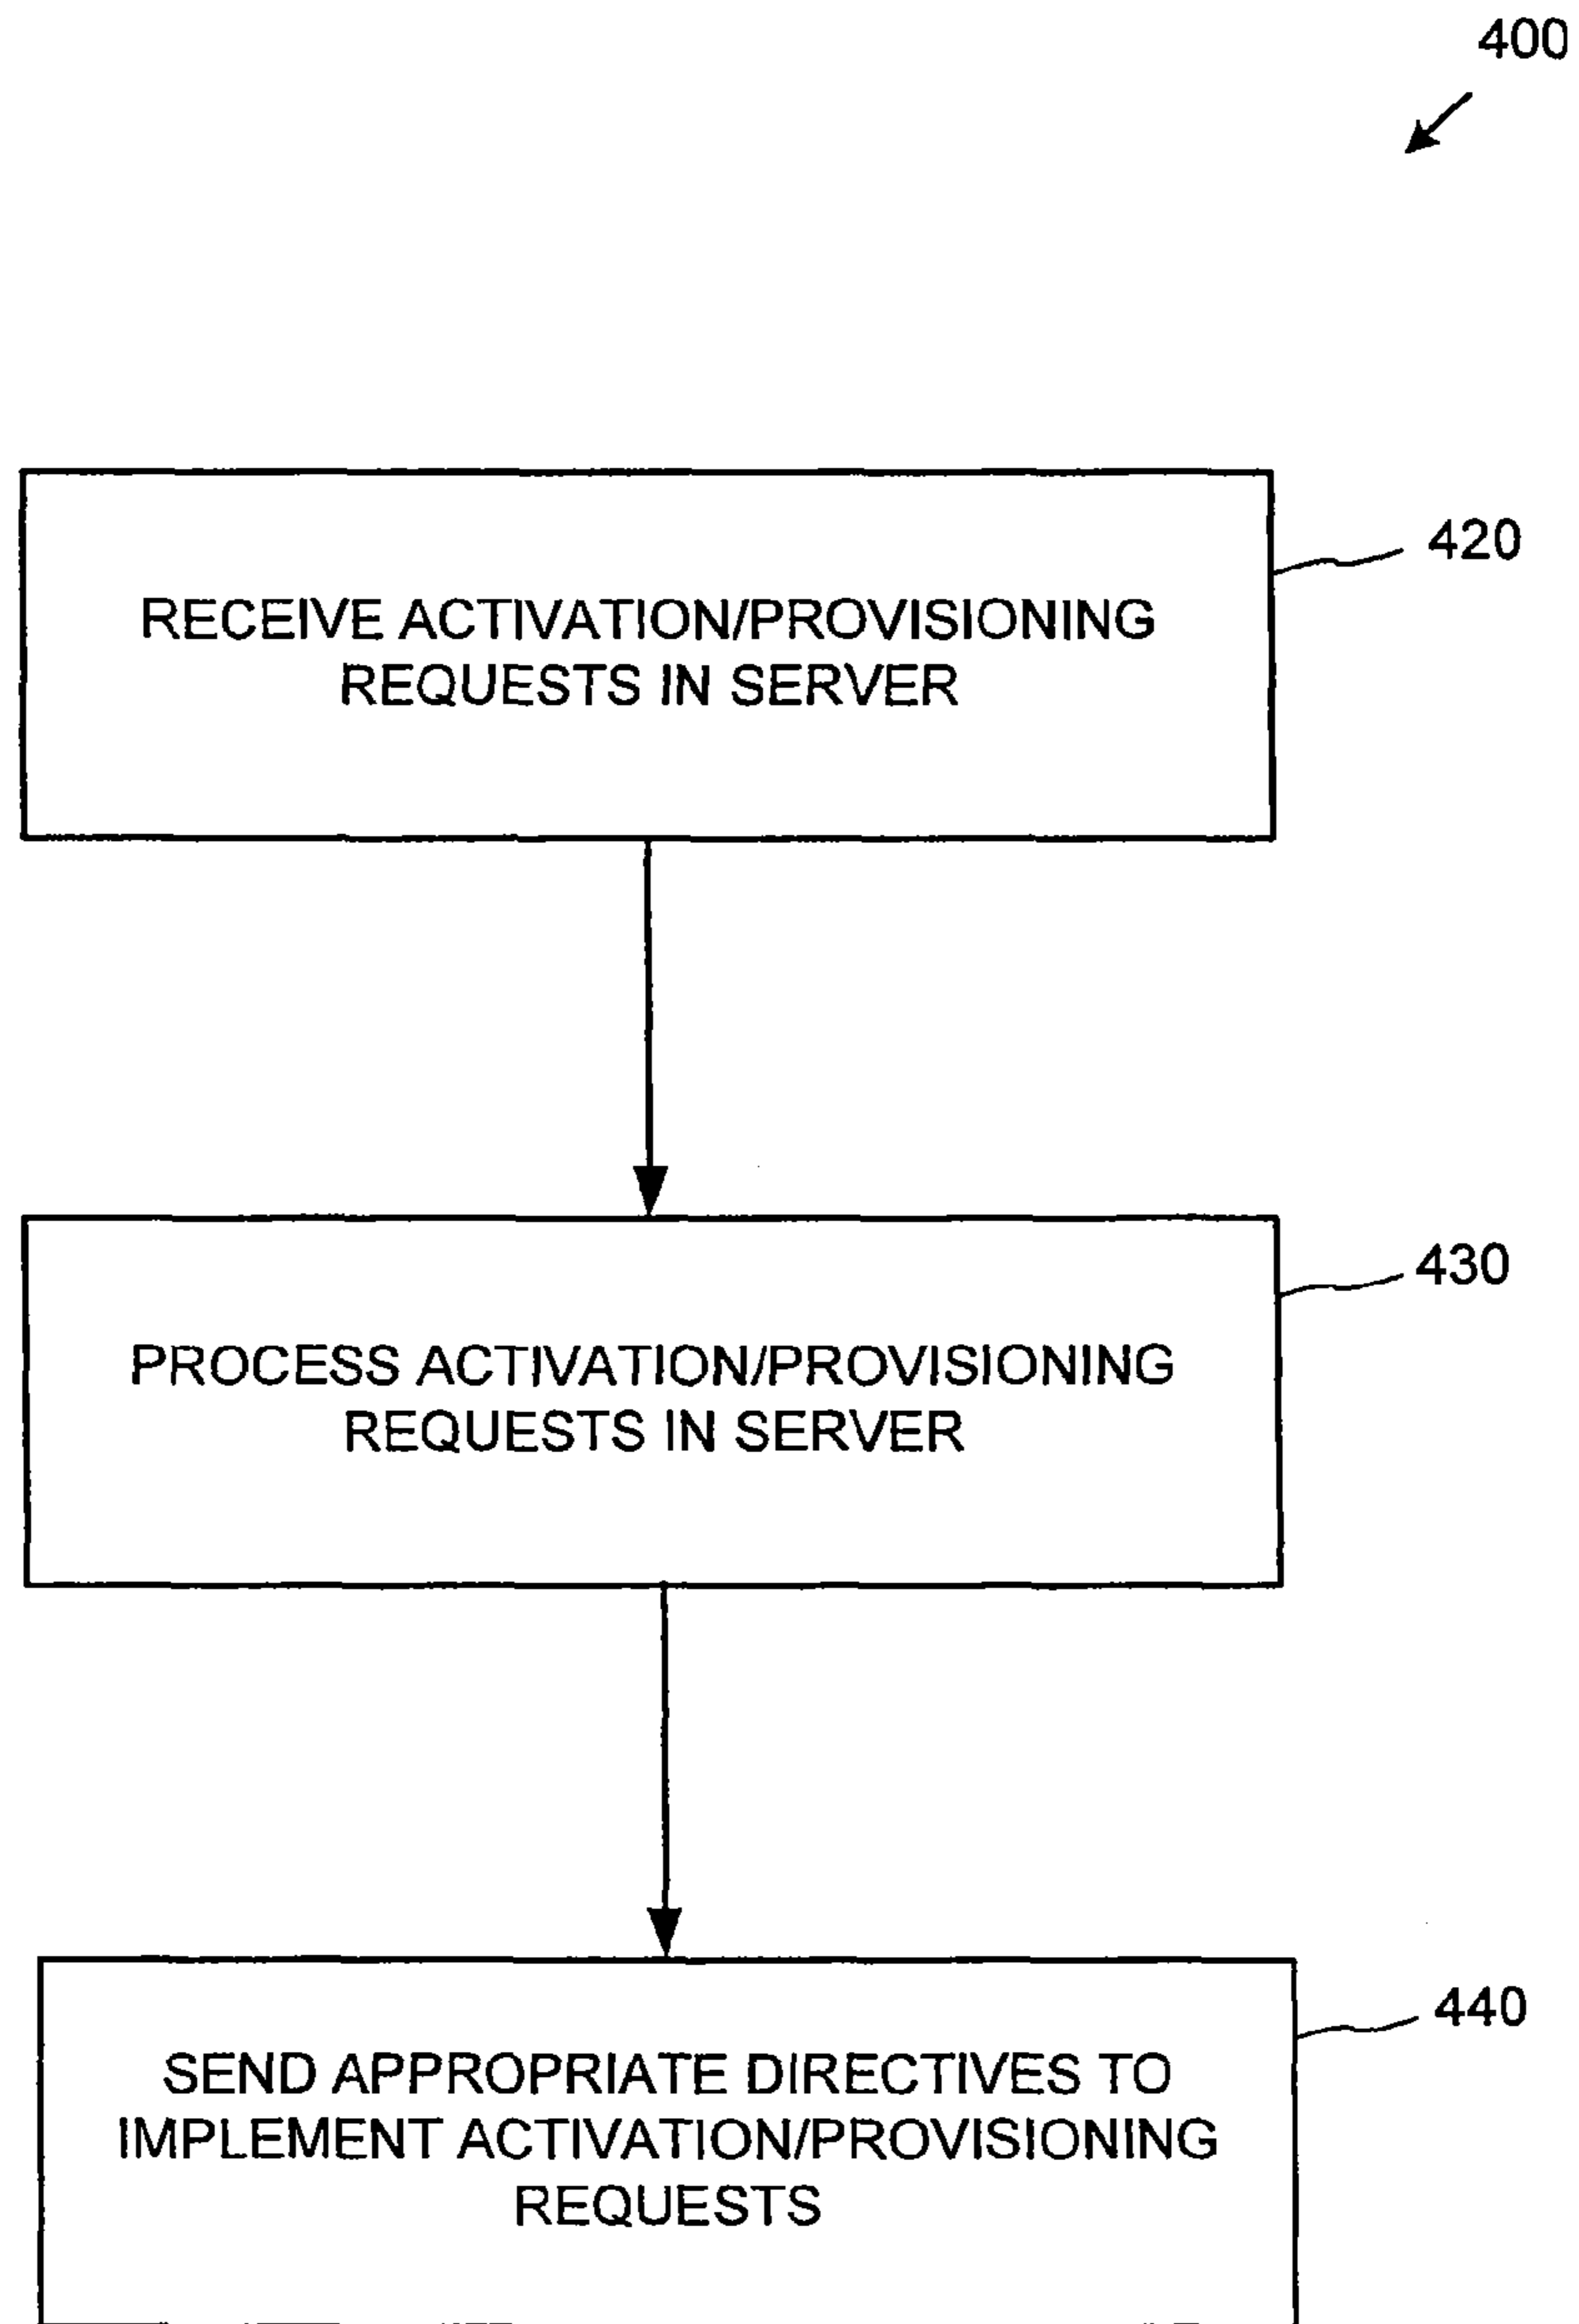 400
420
RECEIVE ACTIVATION/PROVISIONING
REQUESTS IN SERVER
430
PROCESS ACTIVATION/PROVISIONING
REQUESTS IN SERVER
440
SEND APPROPRIATE DIRECTIVES TO
IMPLEMENT ACTIVATION/PROVISIONING
REQUESTS